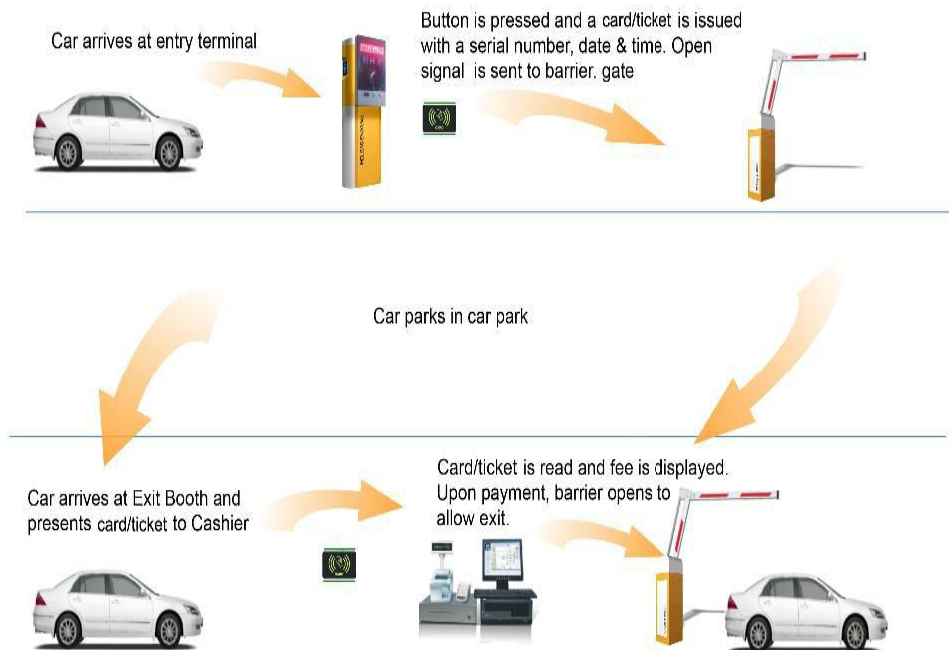 Car arrives at entry terminal
Button is pressed and a card/ticket is issued
with a serial number, date & time. Open
signal is sent to barrier. gate
Car parks in car park
Car arrives at Exit Booth and
presents card/ticket to Cashier
Card/ticket is read and fee is displayed.
Upon payment, barrier opens to
allow exit.